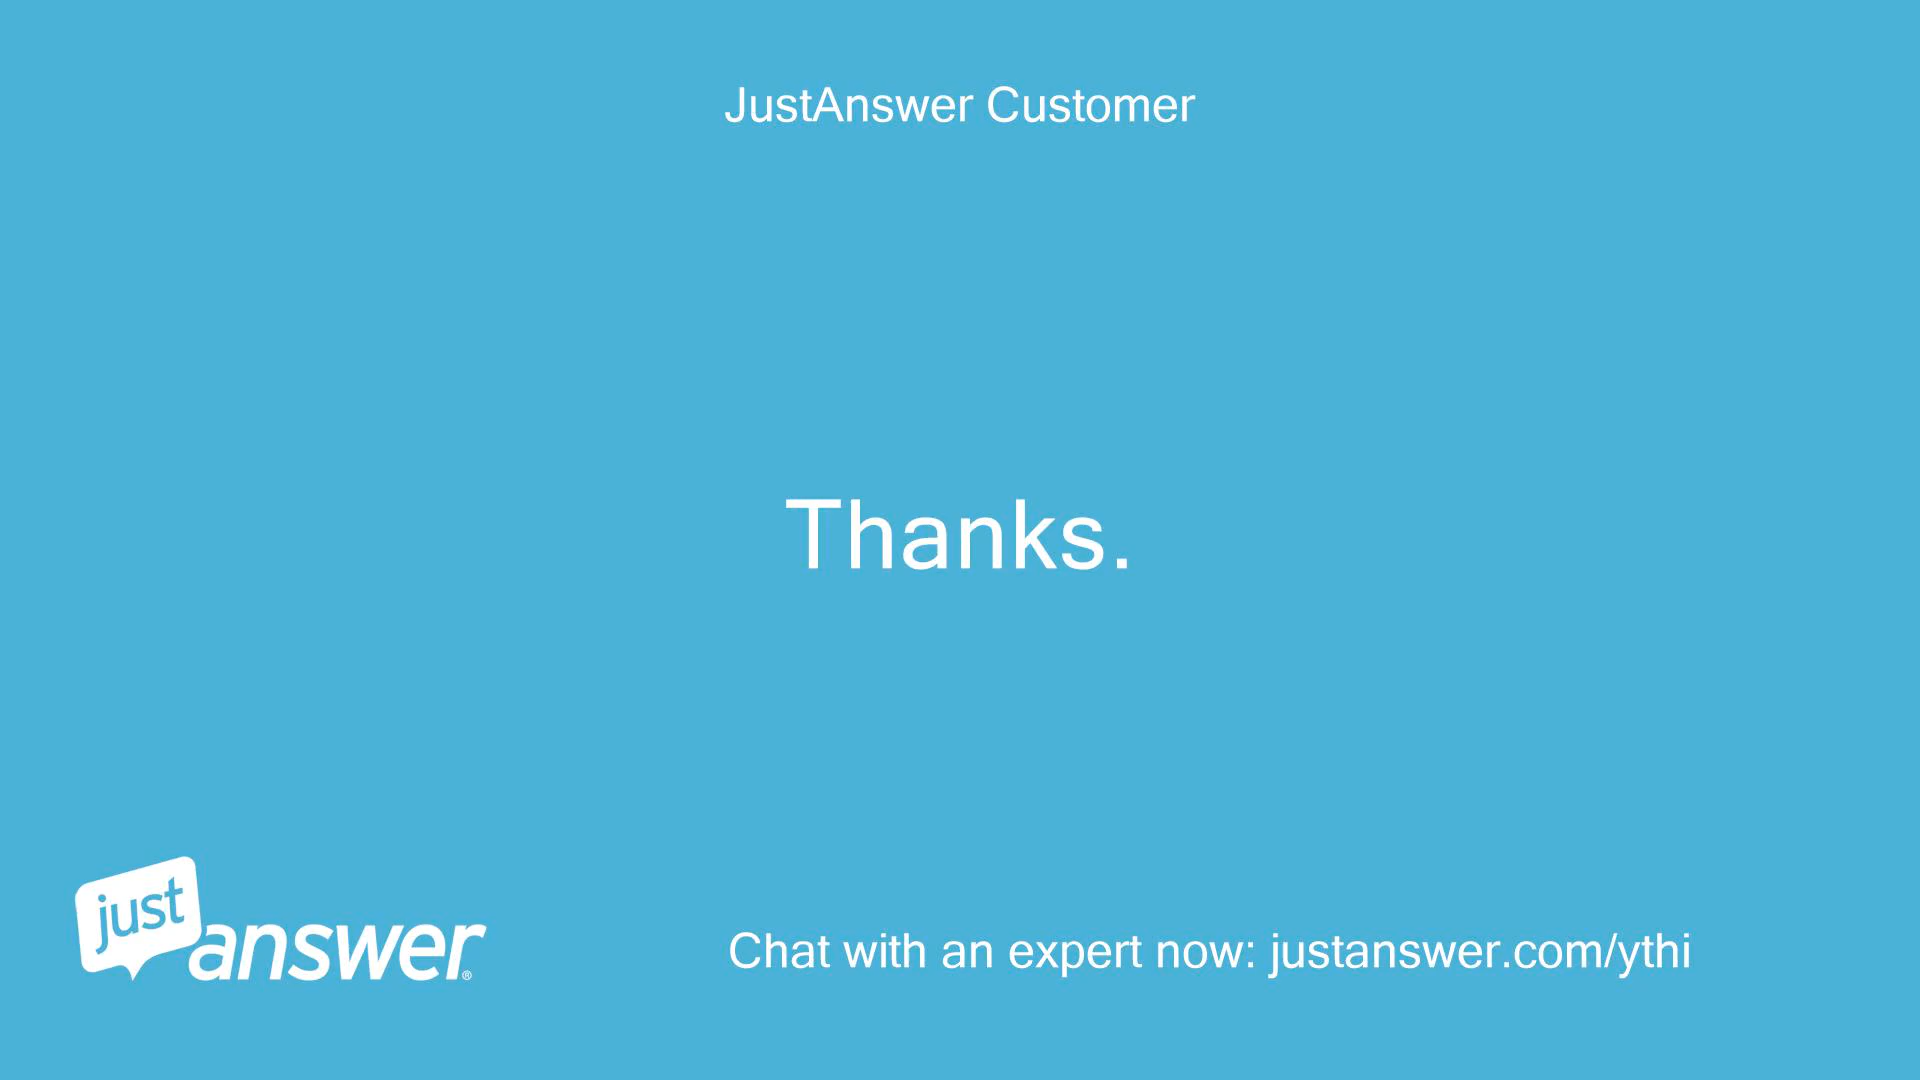 JustAnswer Customer
Thanks.
just
answer®
Chat with an expert now: justanswer.com/ythi